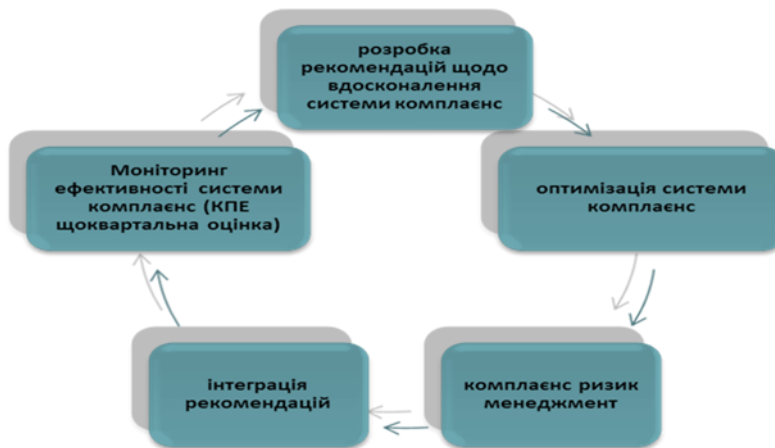 розробка
рекомендацій щодо
вдосконалення
системи комплаєнс
Моніторинг
ефективності системи
комплаєнс (КПЕ
щоквартальна оцінка)
оптимізація системи
комплаєнс
інтеграція
рекомендацій
комплаєнс ризик
менеджмент